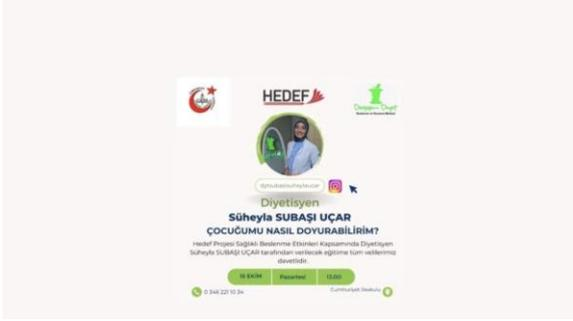 HEDEF
Diyetisyen
Süheyla SUBAŞI UÇAR
ÇOCUĞUMU NASIL DOYURABİLİRİM?
Hedef Projesi Sağlıklı Beslenme Etkinleri Kapsamında Diyetisyen
Süheyla SUBAŞI UÇAR tarafından verilecek eğitime tüm velilerimiz
davetlidir.
16 EKİM Pazartesi 13.00
0 346 221 10 34
Cumhuriyet İlkokulu